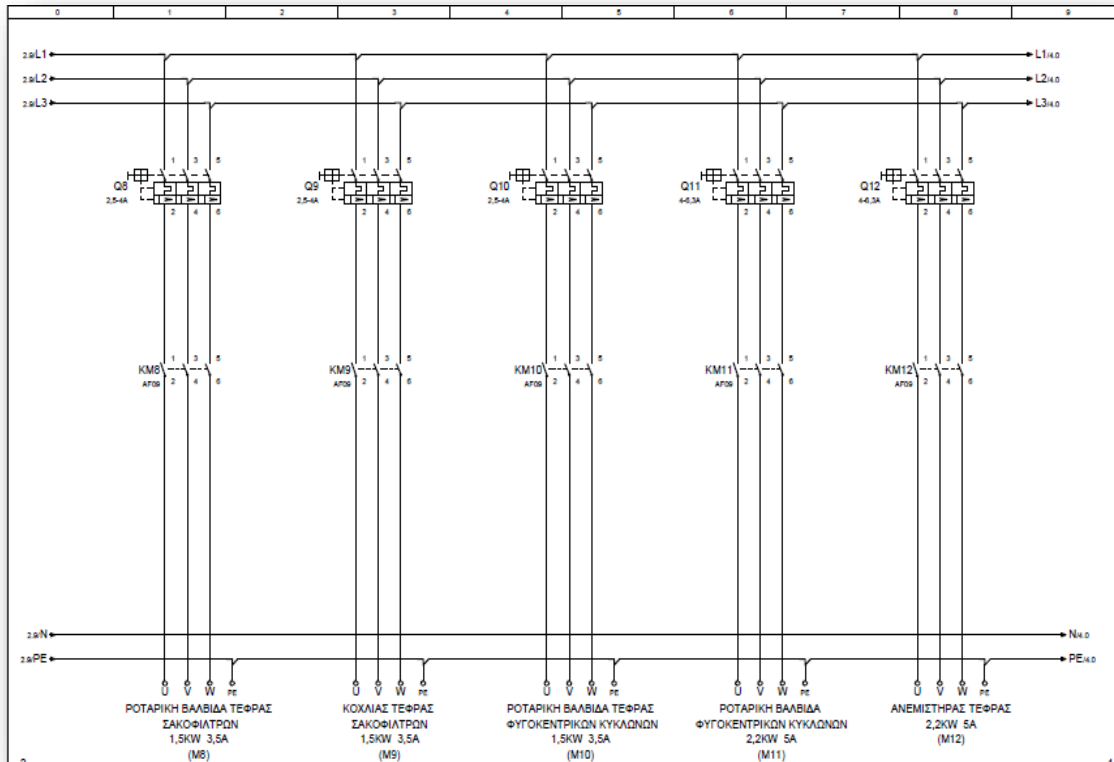 0 1 2 3 4 5 6 7 8 9
2.9/L1 L1/4.0
2.9/L2 L2/4.0
2.9/L3 L3/4.0
1 3 5 1 3 5 1 3 5 1 3 5 1 3 5
Q8 Q9 Q10 Q11 Q12
2,5-4A 2,5-4A 2,5-4A 4-6,3A 4-6,3A
2 4 6 2 4 6 2 4 6 2 4 6 2 4 6
1 3 5 1 3 5 1 3 5 1 3 5 1 3 5
KM8 KM9 KM10 KM11 KM12
AF09 AF09 AF09 AF09 AF09
2 4 6 2 4 6 2 4 6 2 4 6 2 4 6
2.9/N N/4.0
2.9/PE PE/4.0
U V W PE U V W PE U V W PE U V W PE U V W PE
ΡΟΤΑΡΙΚΗ ΒΑΛΒΙΔΑ ΤΕΦΡΑΣ
ΣΑΚΟΦΙΛΤΡΩΝ
1,5KW 3,5A
(M8)
ΚΟΧΛΙΑΣ ΤΕΦΡΑΣ
ΣΑΚΟΦΙΛΤΡΩΝ
1,5KW 3,5A
(M9)
ΡΟΤΑΡΙΚΗ ΒΑΛΒΙΔΑ ΤΕΦΡΑΣ
ΦΥΓΟΚΕΝΤΡΙΚΩΝ ΚΥΚΛΩΝΩΝ
1,5KW 3,5A
(M10)
ΡΟΤΑΡΙΚΗ ΒΑΛΒΙΔΑ
ΦΥΓΟΚΕΝΤΡΙΚΩΝ ΚΥΚΛΩΝΩΝ
2,2KW 5A
(M11)
ΑΝΕΜΙΣΤΗΡΑΣ ΤΕΦΡΑΣ
2,2KW 5A
(M12)